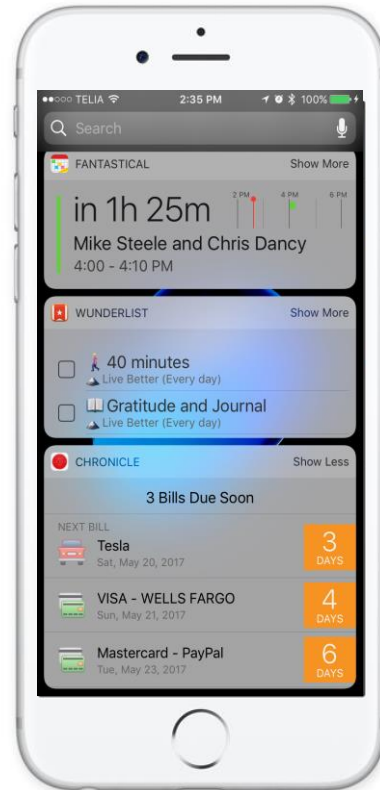 TELIA 2:35 PM 100%
Search
FANTASTICAL Show More
2 PM 4 PM 6 PM
in 1h 25m
Mike Steele and Chris Dancy
4:00 - 4:10 PM
WUNDERLIST Show More
40 minutes
Live Better (Every day)
Gratitude and Journal
Live Better (Every day)
CHRONICLE Show Less
3 Bills Due Soon
NEXT BILL
Tesla 3
Sat, May 20, 2017 DAYS
VISA - WELLS FARGO 4
Sun, May 21, 2017 DAYS
Mastercard - PayPal 6
Tue, May 23, 2017 DAYS